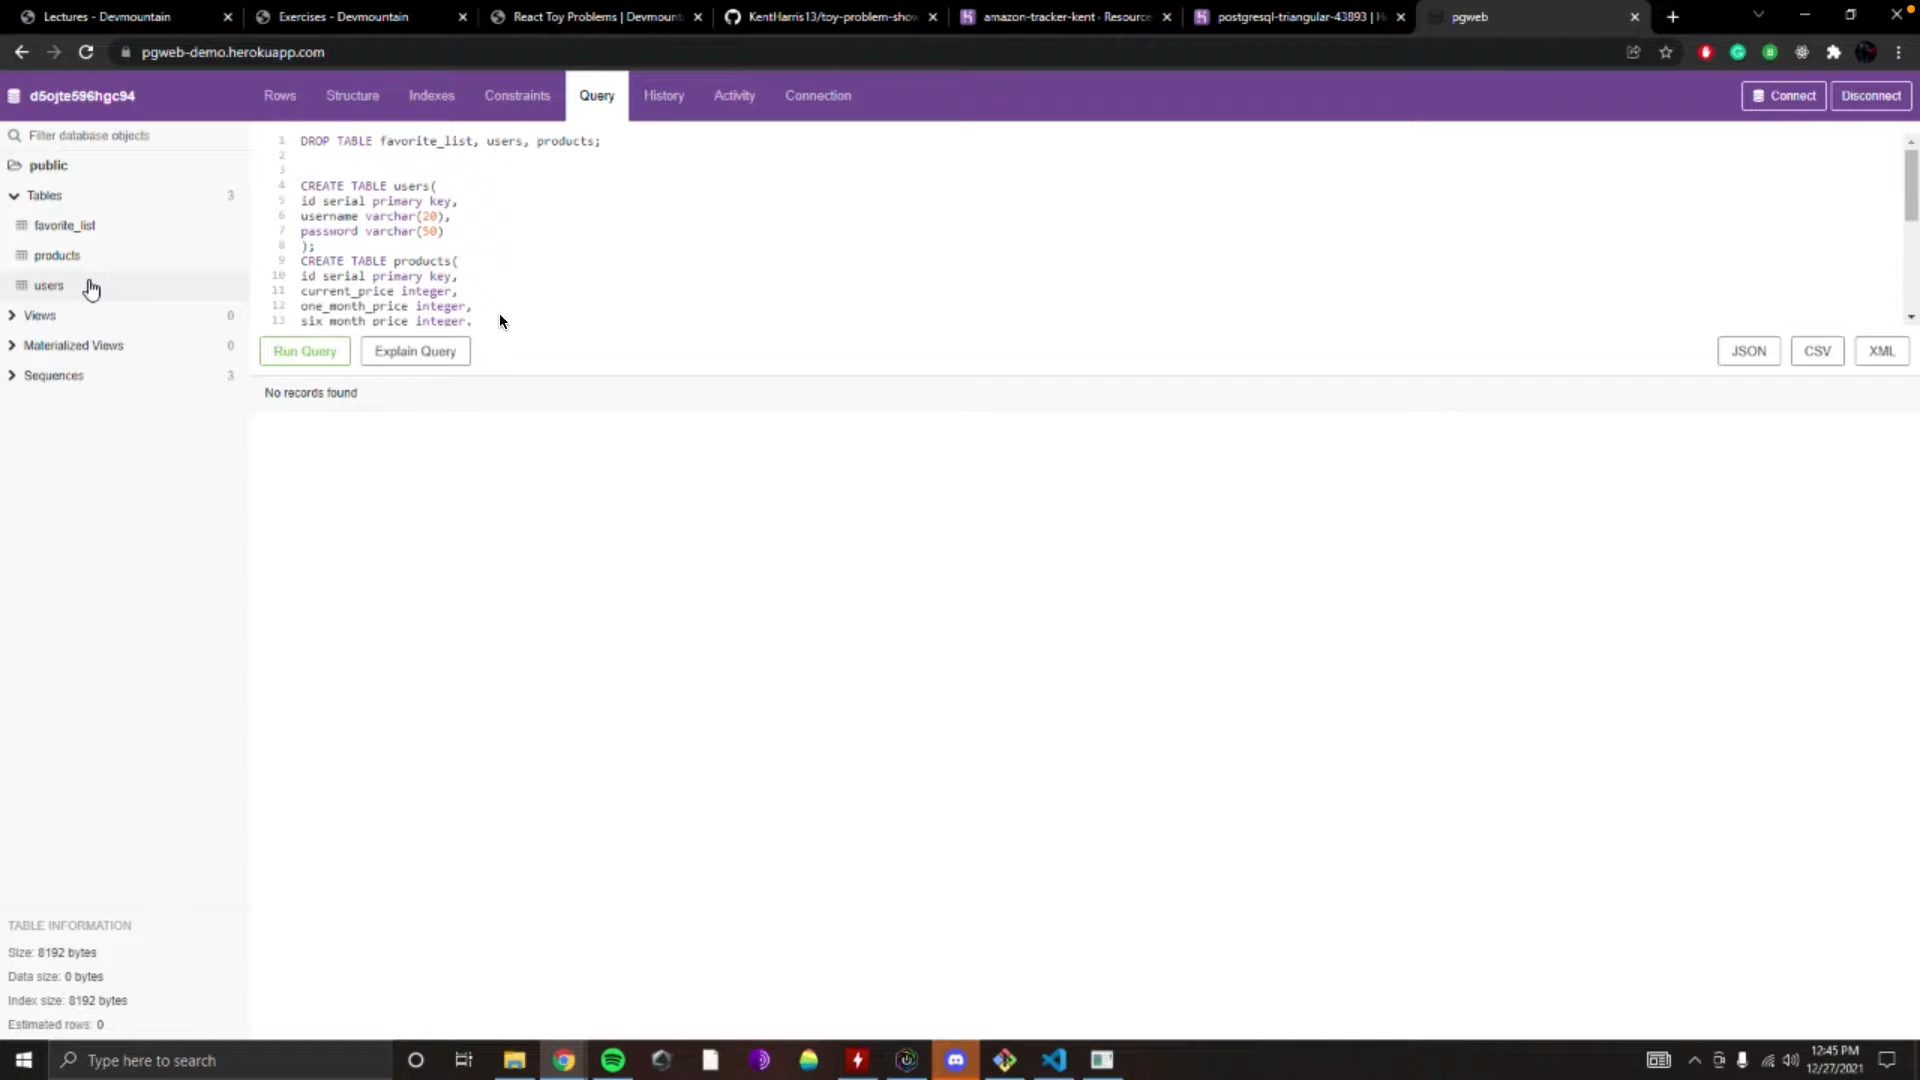 Lectures - Devmountain
Exercises - Devmountain
React Toy Problems | Devmount
KentHarris13/toy-problem-show
amazon-tracker-kent · Resource
postgresql-triangular-43893 | H
pgweb
pgweb-demo.herokuapp.com
d5ojte596hgc94
Rows
Structure
Indexes
Constraints
Query
History
Activity
Connection
Connect
Disconnect
Filter database objects
public
Tables 3
favorite_list
products
users
Views 0
Materialized Views 0
Sequences 3
1 DROP TABLE favorite_list, users, products;
2
3
4 CREATE TABLE users(
5 id serial primary key,
6 username varchar(20),
7 password varchar(50)
8 );
9 CREATE TABLE products(
10 id serial primary key,
11 current_price integer,
12 one_month_price integer,
13 six_month_price integer,
Run Query
Explain Query
JSON
CSV
XML
No records found
TABLE INFORMATION
Size: 8192 bytes
Data size: 0 bytes
Index size: 8192 bytes
Estimated rows: 0
Type here to search
12:45 PM
12/27/2021